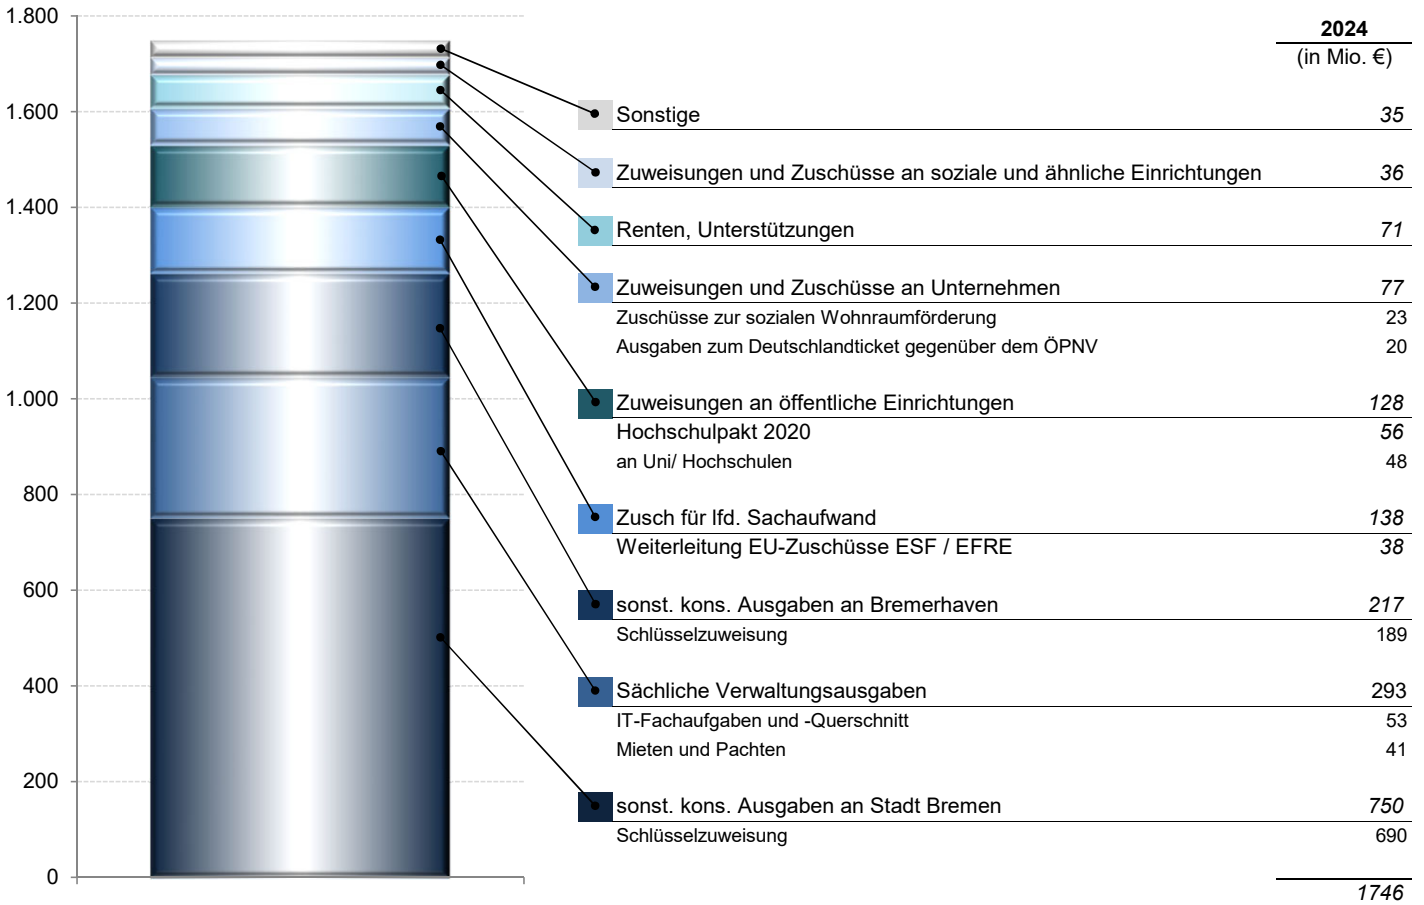 1.800
1.600
1.400
1.200
1.000
800
600
400
200
0
2024
(in Mio. €)
Sonstige 35
Zuweisungen und Zuschüsse an soziale und ähnliche Einrichtungen 36
Renten, Unterstützungen 71
Zuweisungen und Zuschüsse an Unternehmen 77
Zuschüsse zur sozialen Wohnraumförderung 23
Ausgaben zum Deutschlandticket gegenüber dem ÖPNV 20
Zuweisungen an öffentliche Einrichtungen 128
Hochschulpakt 2020 56
an Uni/ Hochschulen 48
Zusch für lfd. Sachaufwand 138
Weiterleitung EU-Zuschüsse ESF / EFRE 38
sonst. kons. Ausgaben an Bremerhaven 217
Schlüsselzuweisung 189
Sächliche Verwaltungsausgaben 293
IT-Fachaufgaben und -Querschnitt 53
Mieten und Pachten 41
sonst. kons. Ausgaben an Stadt Bremen 750
Schlüsselzuweisung 690
1746